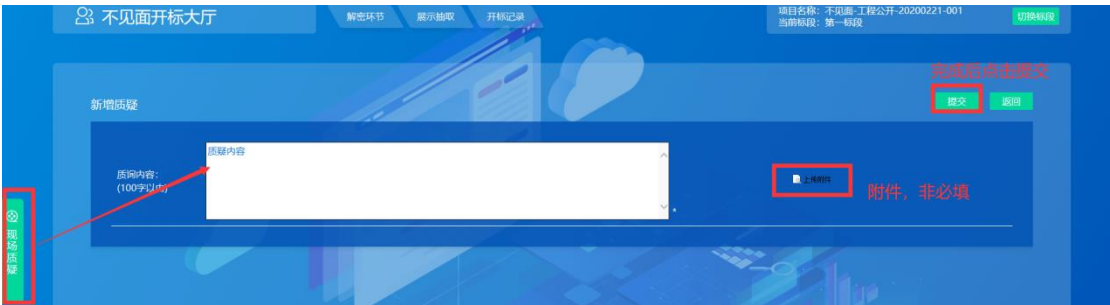 不见面开标大厅
解密环节
展示抽取
开标记录
项目名称：不见面-工程公开-20200221-001
当前标段：第一标段
切换标段
完成后点击提交
新增质疑
提交
返回
质疑内容
质询内容：
(100字以内)
上传附件
附件，非必填
现场质疑